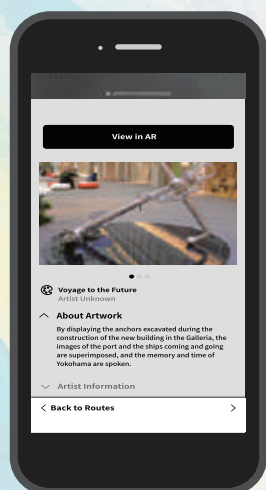 View in AR
Voyage to the Future
Artist Unknown
About Artwork
By displaying the anchors excavated during the
construction of the new building in the Galleria, the
images of the port and the ships coming and going
are superimposed, and the memory and time of
Yokohama are spoken.
Artist Information
Back to Routes